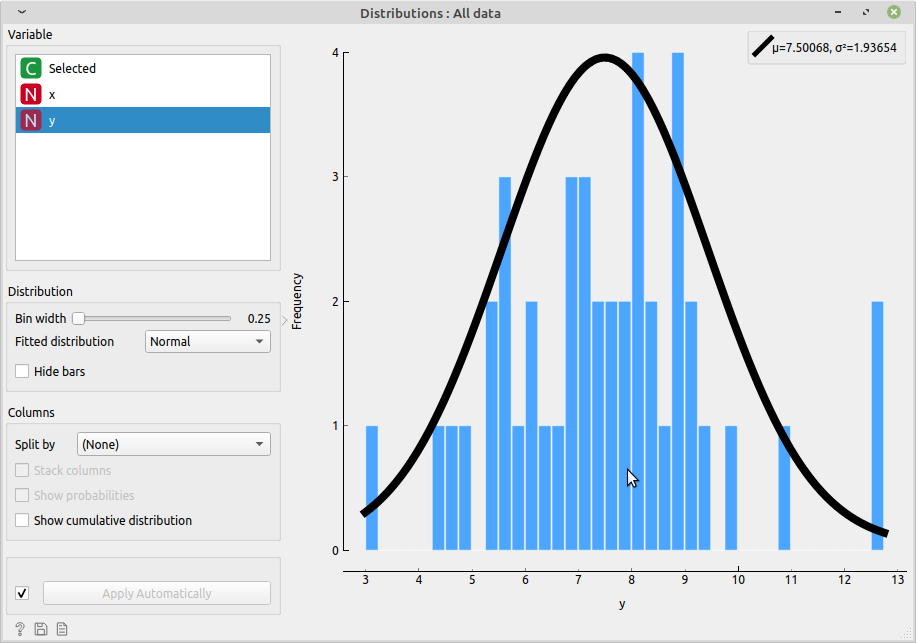 Distributions : All data
Variable
C Selected
N x
N y
Distribution
Bin width 0.25
Fitted distribution Normal
Hide bars
Columns
Split by (None)
Stack columns
Show probabilities
Show cumulative distribution
Apply Automatically
?
μ=7.50068, σ²=1.93654
Frequency
4
3
2
1
0
3 4 5 6 7 8 9 10 11 12 13
y